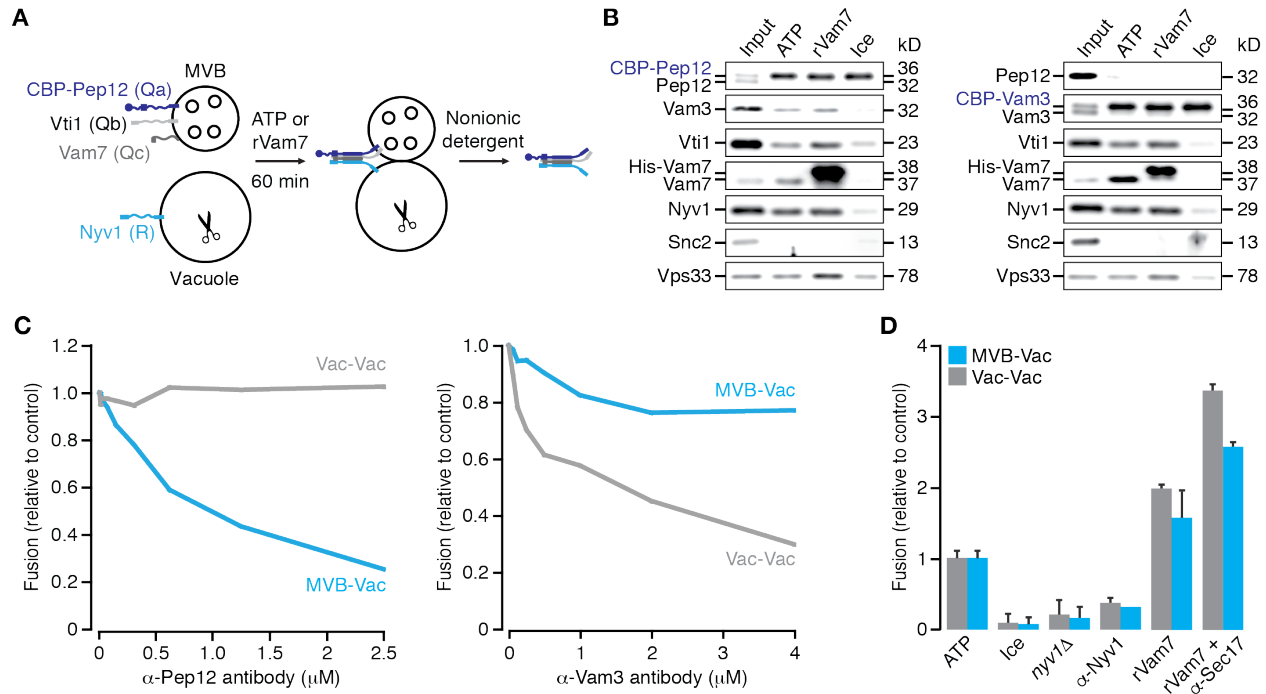 A
MVB
CBP-Pep12 (Qa)
Vti1 (Qb)
Vam7 (Qc)
ATP or
rVam7
60 min
Nonionic
detergent
Nyv1 (R)
Vacuole
B
Input
ATP
rVam7
Ice
kD
CBP-Pep12
Pep12
36
32
Vam3
32
Vti1
23
His-Vam7
Vam7
38
37
Nyv1
29
Snc2
13
Vps33
78
Input
ATP
rVam7
Ice
kD
Pep12
32
CBP-Vam3
Vam3
36
32
Vti1
23
His-Vam7
Vam7
38
37
Nyv1
29
Snc2
13
Vps33
78
C
Fusion (relative to control)
1.2
1.0
0.8
0.6
0.4
0.2
0
Vac-Vac
MVB-Vac
0 0.5 1.0 1.5 2.0 2.5
α-Pep12 antibody (μM)
Fusion (relative to control)
1.0
0.8
0.6
0.4
0.2
0
MVB-Vac
Vac-Vac
0 1 2 3 4
α-Vam3 antibody (μM)
D
Fusion (relative to control)
4
3
2
1
0
MVB-Vac
Vac-Vac
ATP
Ice
nyv1Δ
α-Nyv1
rVam7
rVam7 +
α-Sec17